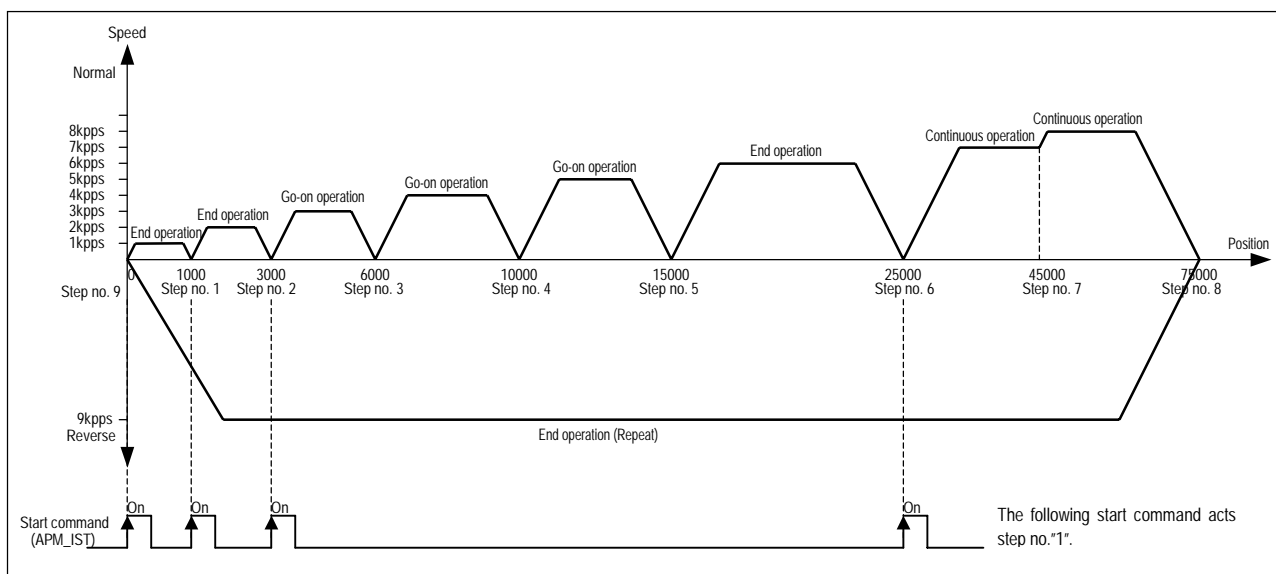 Speed
Normal
8kpps
7kpps
6kpps
5kpps
4kpps
3kpps
2kpps
1kpps
End operation
End operation
Go-on operation
Go-on operation
Go-on operation
End operation
Continuous operation
Continuous operation
Position
0
1000
3000
6000
10000
15000
25000
45000
75000
Step no. 9
Step no. 1
Step no. 2
Step no. 3
Step no. 4
Step no. 5
Step no. 6
Step no. 7
Step no. 8
9kpps
Reverse
End operation (Repeat)
On
On
On
On
Start command
(APM_IST)
The following start command acts
step no."1".